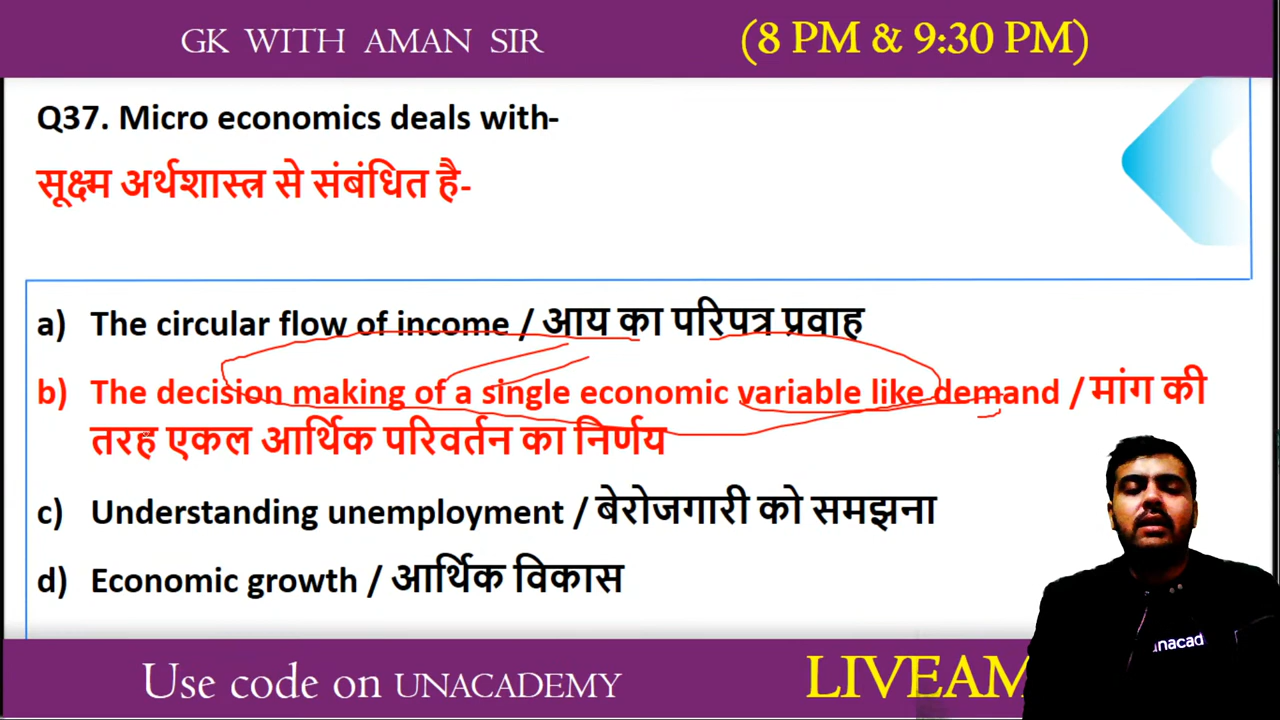 GK WITH AMAN SIR (8 PM & 9:30 PM)
Q37. Micro economics deals with-
सूक्ष्म अर्थशास्त्र से संबंधित है-
a) The circular flow of income / आय का परिपत्र प्रवाह
b) The decision making of a single economic variable like demand / मांग की
तरह एकल आर्थिक परिवर्तन का निर्णय
c) Understanding unemployment / बेरोजगारी को समझना
d) Economic growth / आर्थिक विकास
unacad
Use code on UNACADEMY LIVEAM